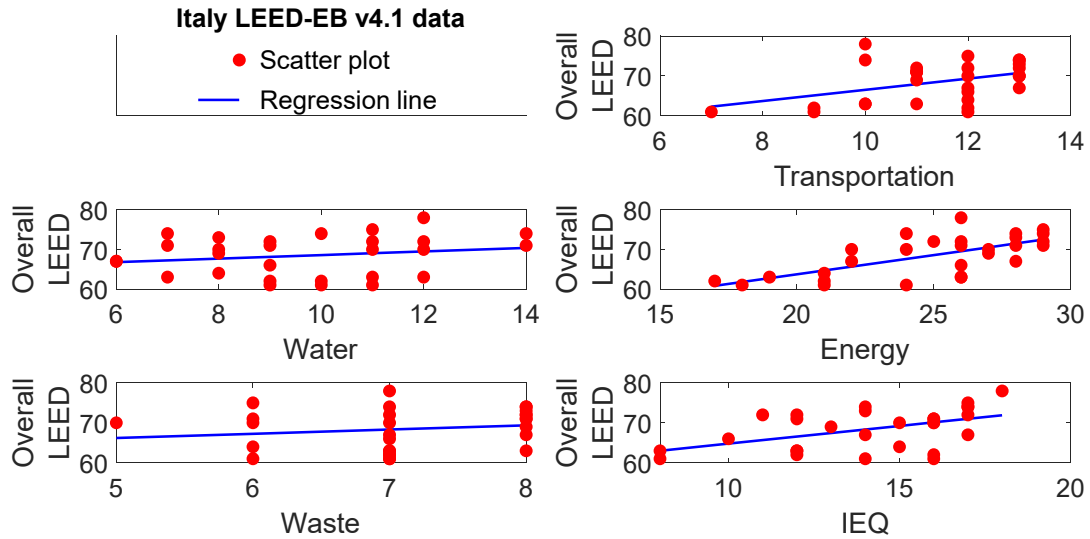 Italy LEED-EB v4.1 data
Scatter plot
Regression line
Overall
LEED
80
70
60
6 8 10 12 14
Transportation
Overall
LEED
80
70
60
6 8 10 12 14
Water
Overall
LEED
80
70
60
15 20 25 30
Energy
Overall
LEED
80
70
60
5 6 7 8
Waste
Overall
LEED
80
70
60
10 15 20
IEQ